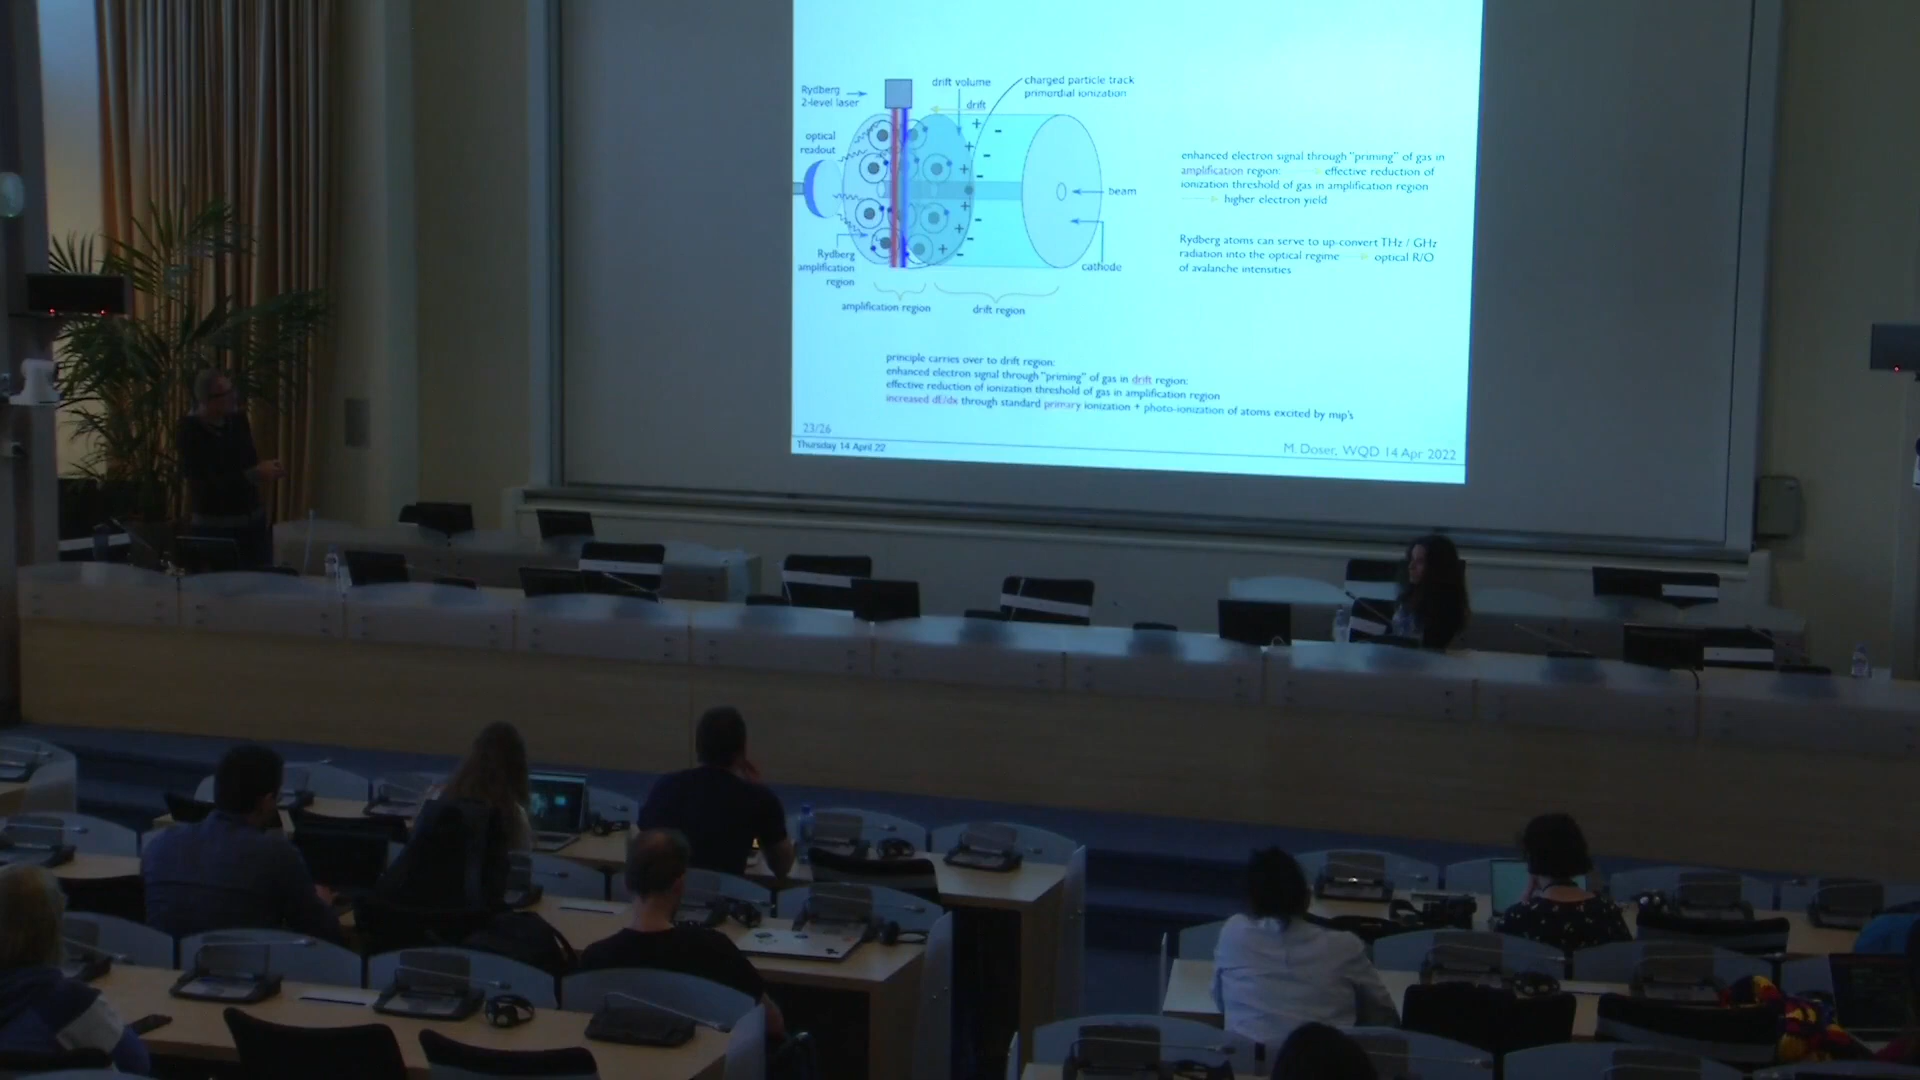 Rydberg
2-level laser
drift volume
charged particle track
primordial ionization
drift
optical
readout
beam
Rydberg
amplification
region
cathode
amplification region
drift region
enhanced electron signal through "priming" of gas in
amplification region: effective reduction of
ionization threshold of gas in amplification region
higher electron yield
Rydberg atoms can serve to up-convert THz / GHz
radiation into the optical regime optical R/O
of avalanche intensities
principle carries over to drift region:
enhanced electron signal through "priming" of gas in drift region:
effective reduction of ionization threshold of gas in amplification region
increased dE/dx through standard primary ionization + photo-ionization of atoms excited by mip's
23/26
Thursday 14 April 22
M. Doser, WQD 14 Apr 2022